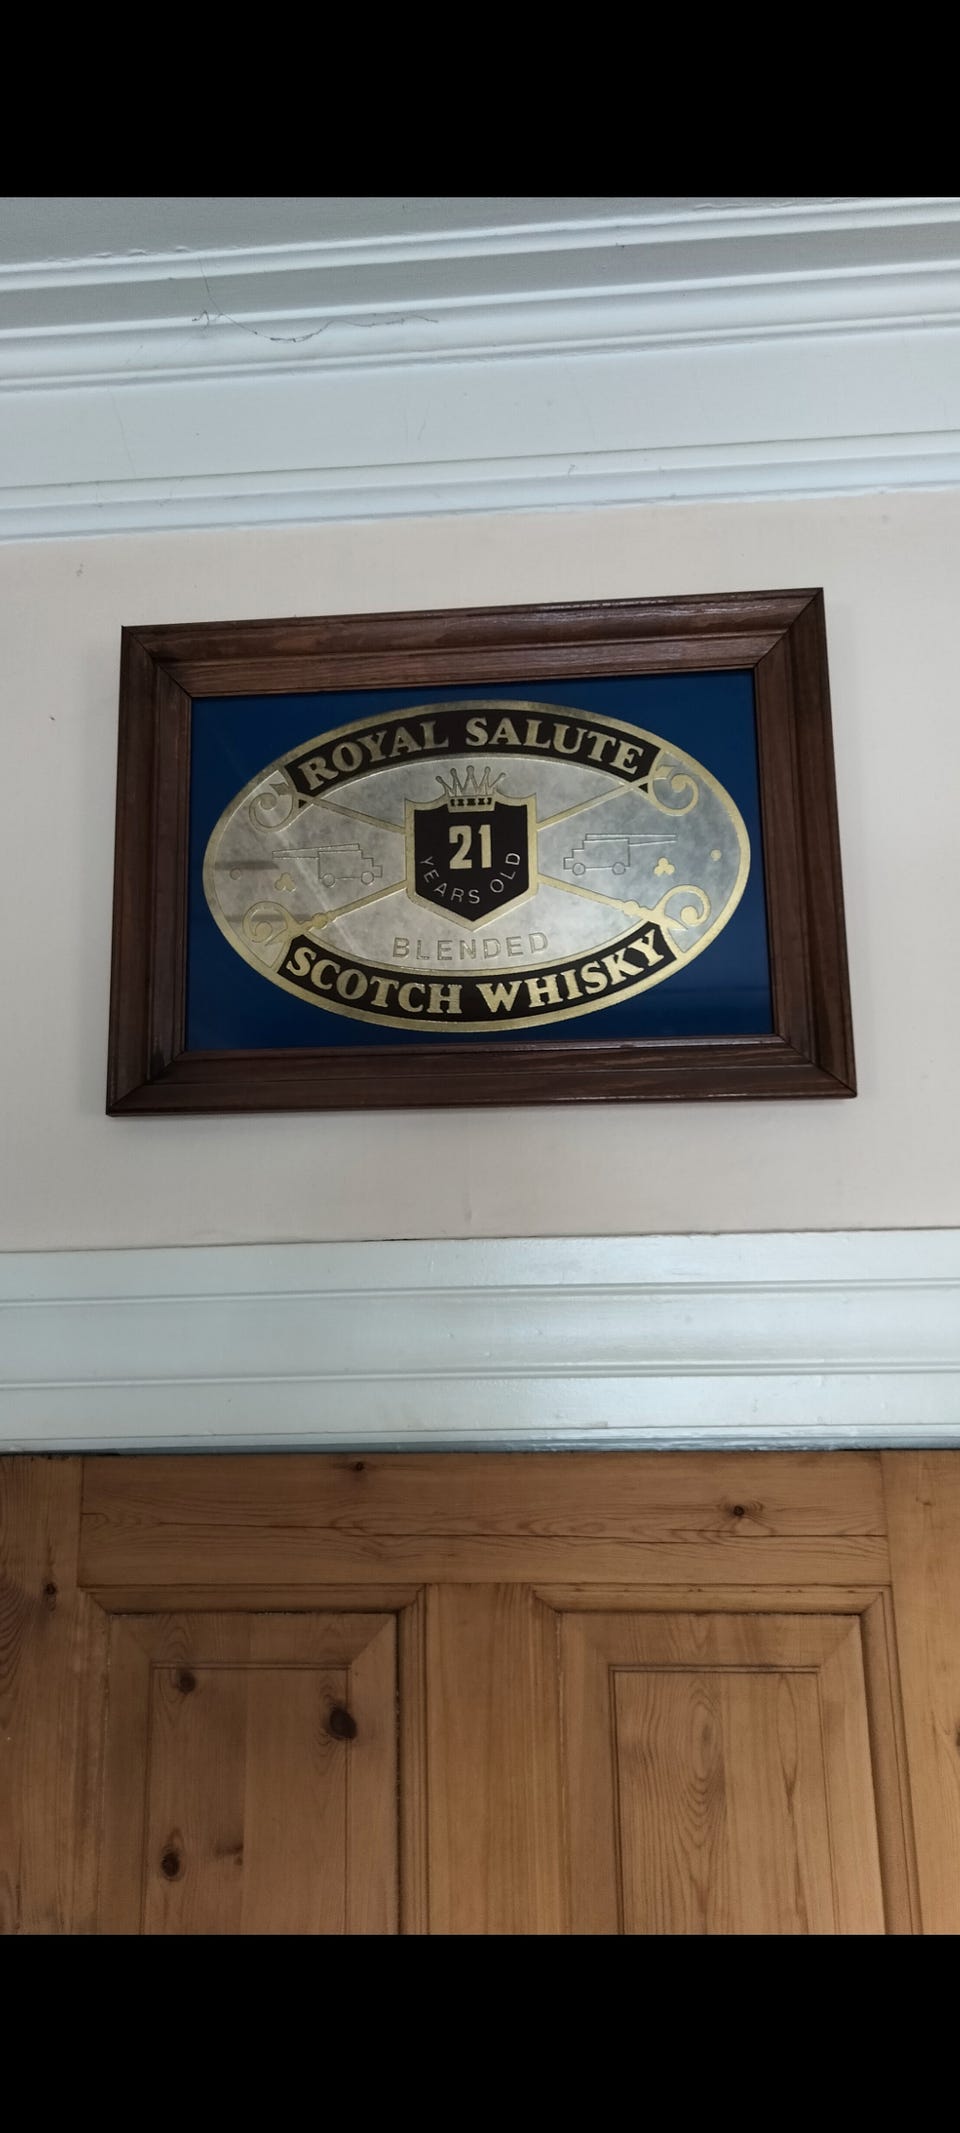 ROYAL SALUTE
21
YEARS OLD
BLENDED
SCOTCH WHISKY